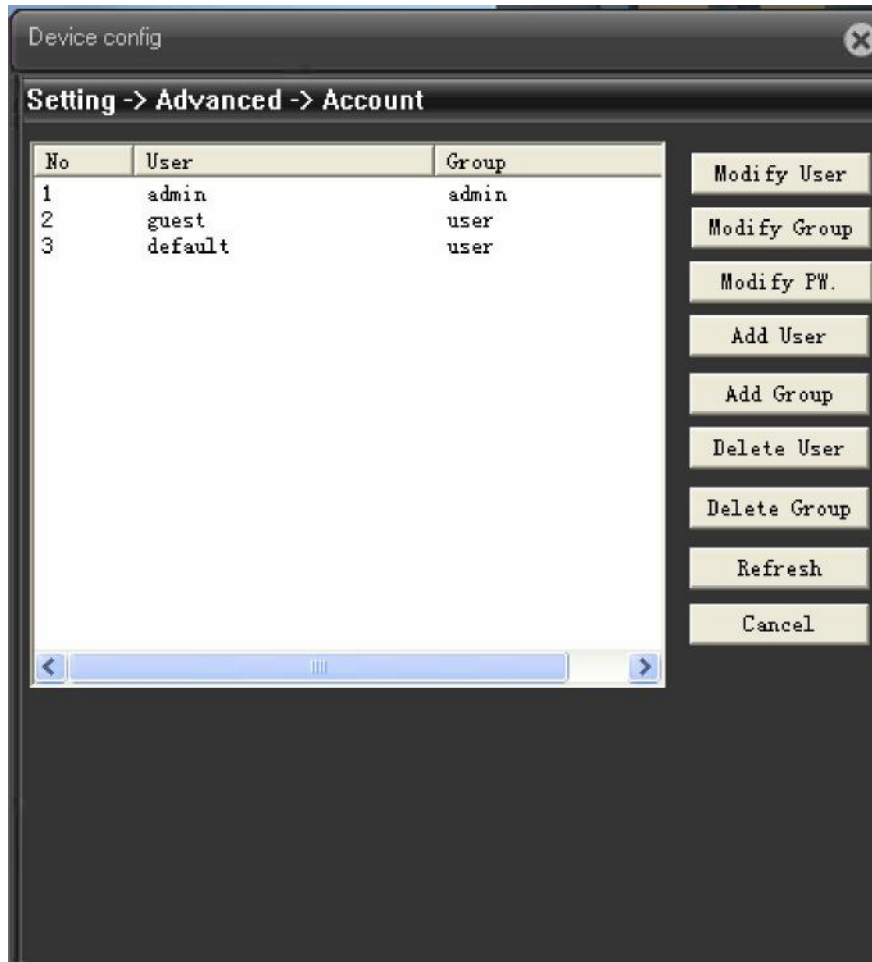 Device config
Setting -> Advanced -> Account
No User Group
1 admin admin
2 guest user
3 default user
Modify User
Modify Group
Modify PW.
Add User
Add Group
Delete User
Delete Group
Refresh
Cancel